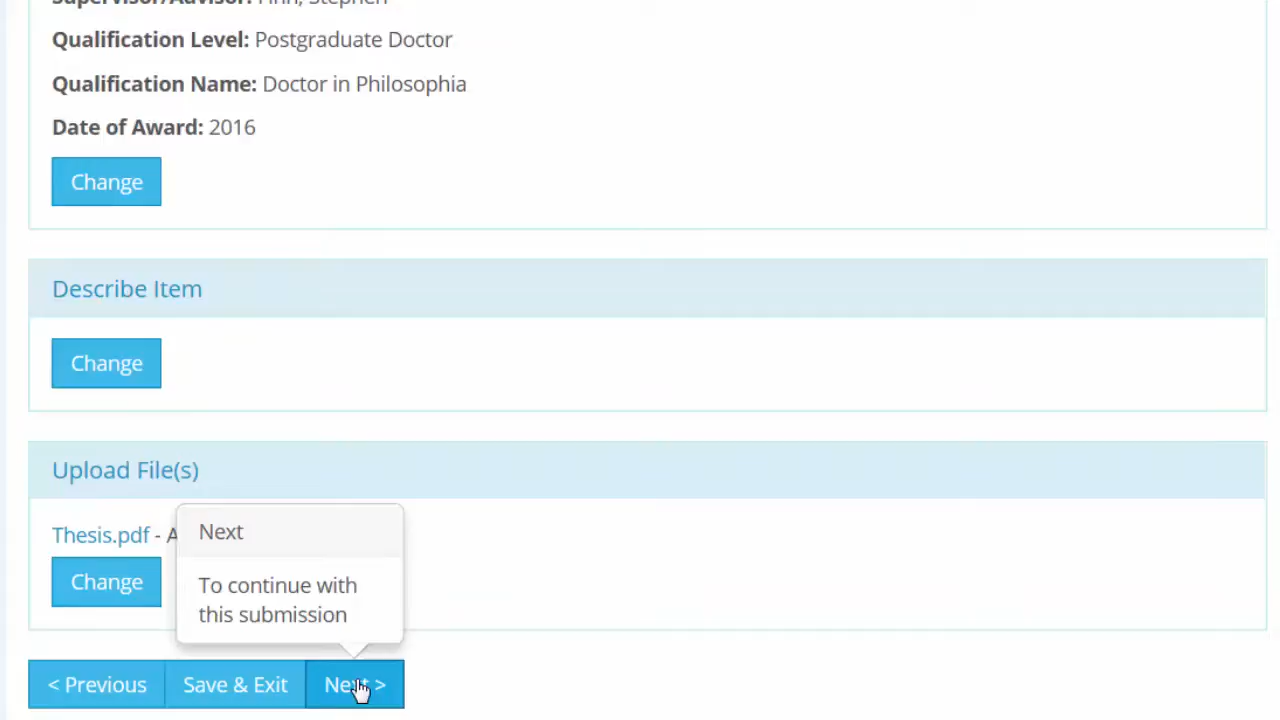 Qualification Level: Postgraduate Doctor
Qualification Name: Doctor in Philosophia
Date of Award: 2016
Change
Describe Item
Change
Upload File(s)
Thesis.pdf - A
Next
To continue with
this submission
Change
< Previous
Save & Exit
Next >